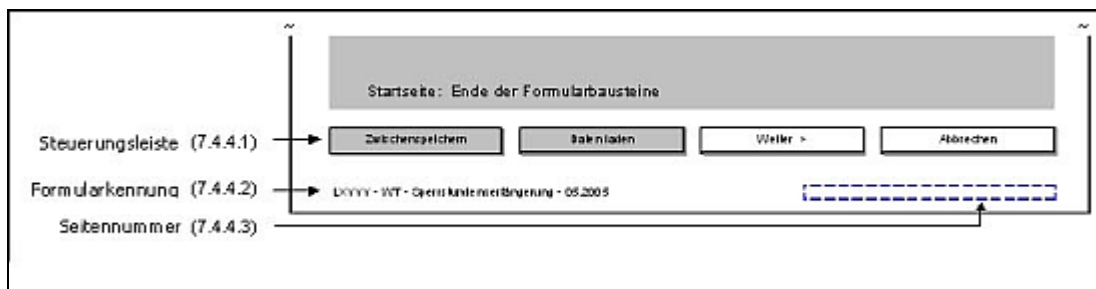 Startseite: Ende der Formularbausteine
Steuerungsleiste (7.4.4.1)
Zwischenspeichern
Daten laden
Weiter >
Abbrechen
Formularkennung (7.4.4.2)
- WT - - 05.2005
Seitennummer (7.4.4.3)